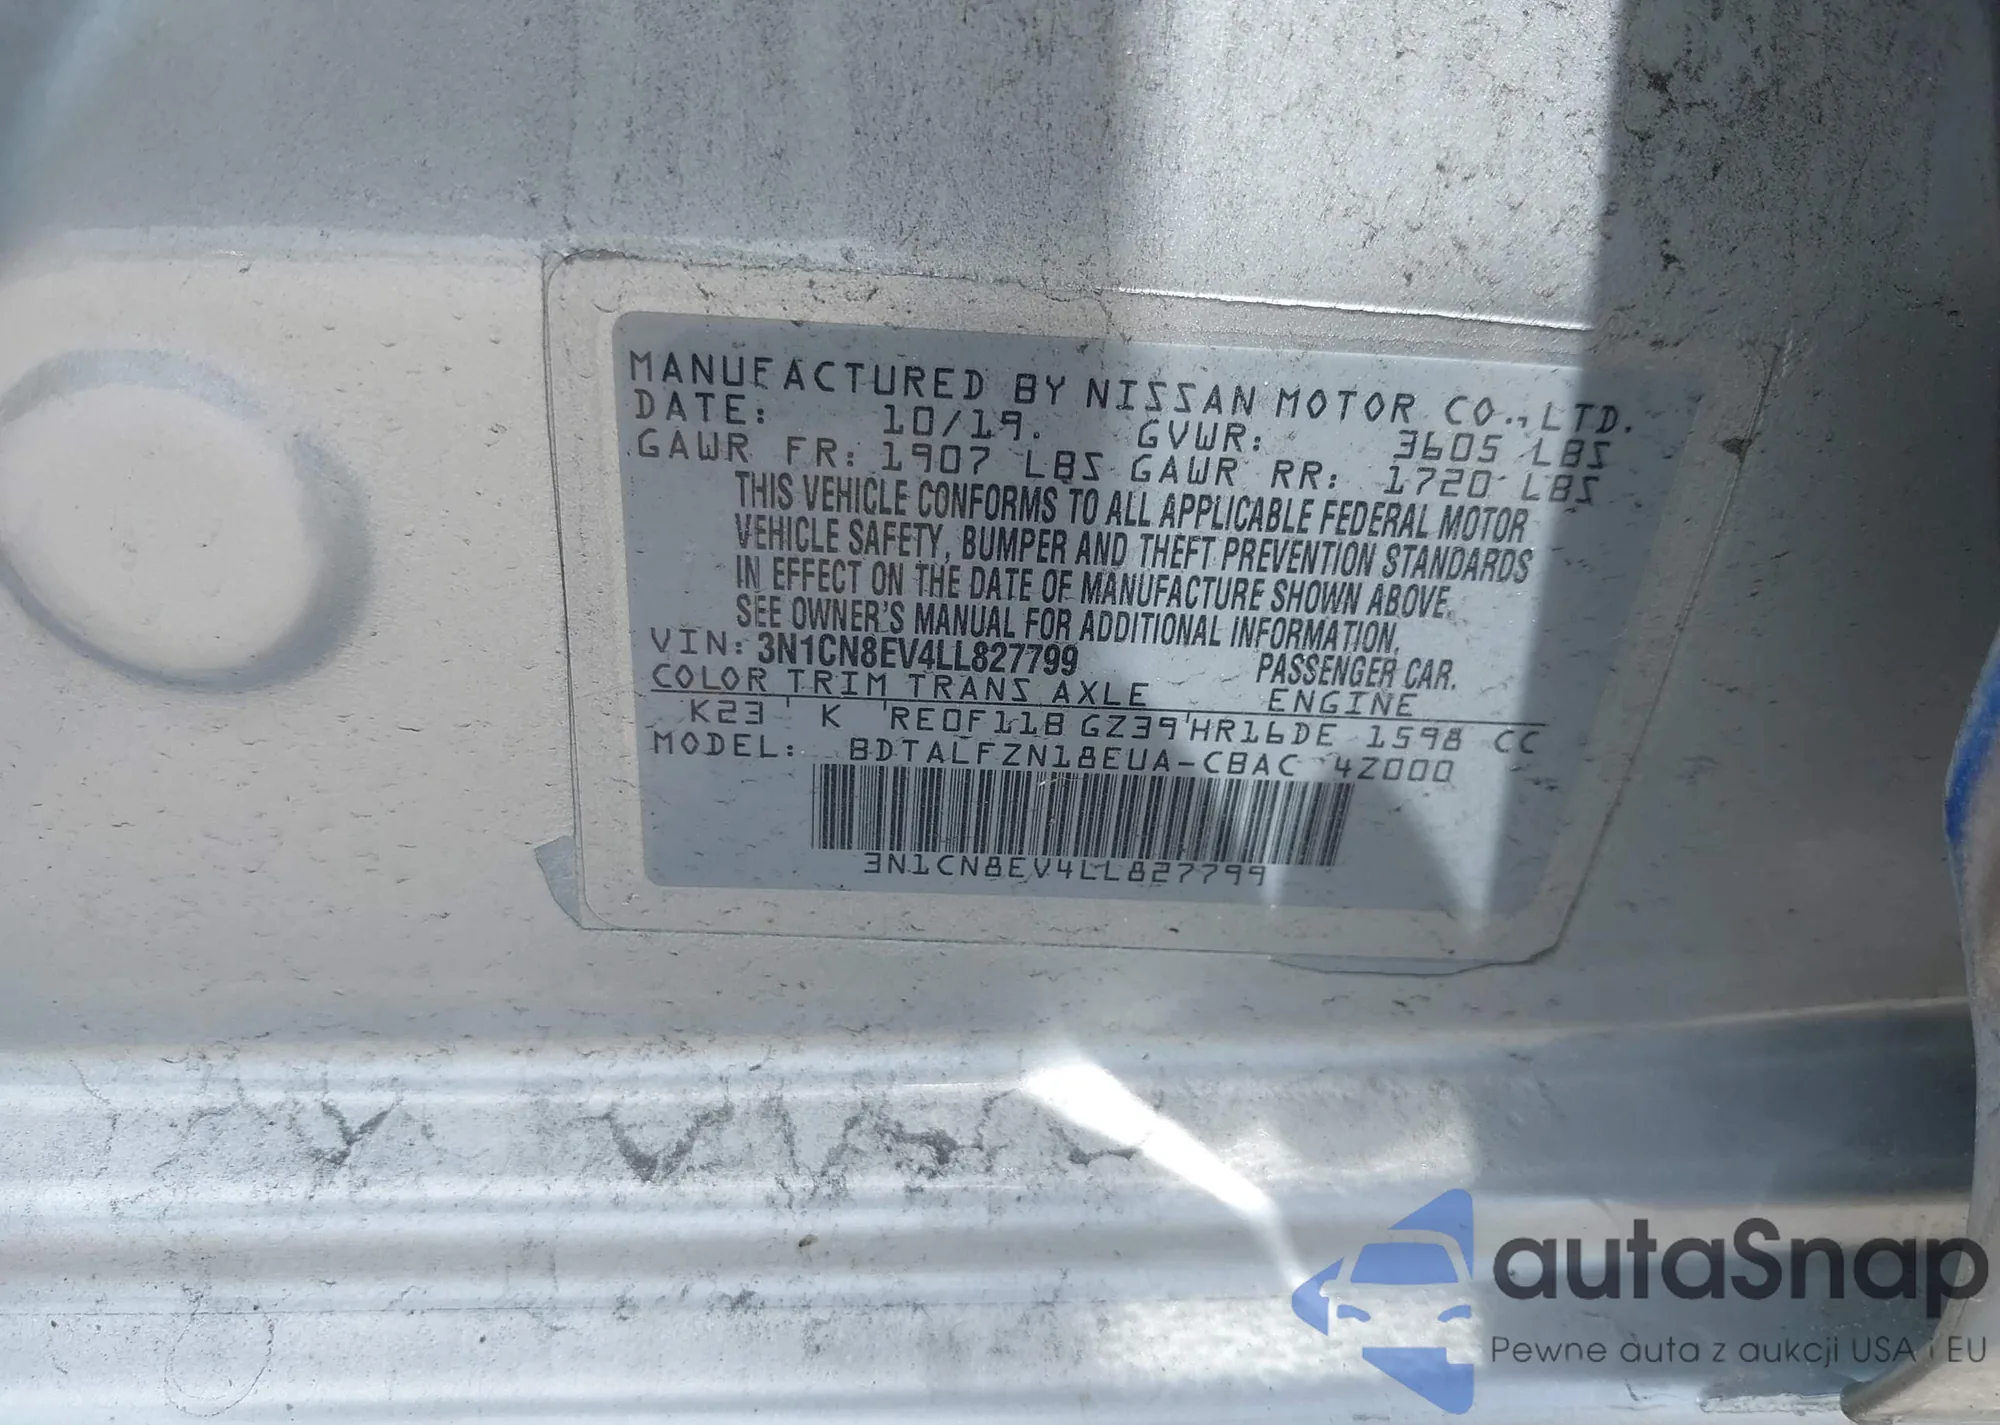 MANUFACTURED BY NISSAN MOTOR CO., LTD.
DATE: 10/19. GVWR: 3605 LBS
GAWR FR: 1907 LBS GAWR RR: 1720 LBS
THIS VEHICLE CONFORMS TO ALL APPLICABLE FEDERAL MOTOR
VEHICLE SAFETY, BUMPER AND THEFT PREVENTION STANDARDS
IN EFFECT ON THE DATE OF MANUFACTURE SHOWN ABOVE.
SEE OWNER'S MANUAL FOR ADDITIONAL INFORMATION.
VIN: 3N1CN8EV4LL827799 PASSENGER CAR.
COLOR TRIM TRANS AXLE ENGINE
K23 K RE0F11B GZ39 HR16DE 1598 CC
MODEL: BDTALFZN18EUA-CBAC 4Z000
3N1CN8EV4LL827799
autaSnap
Pewne auta z aukcji USA i EU